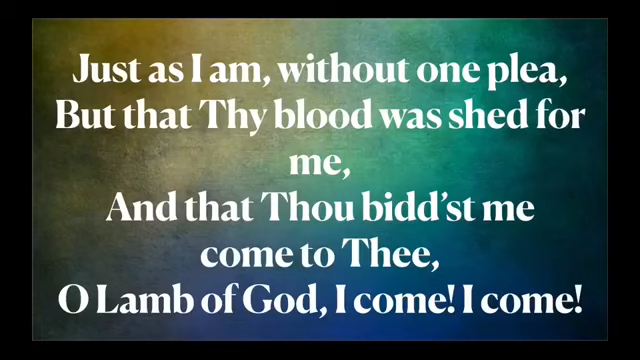 Just as I am, without one plea,
But that Thy blood was shed for
me,
And that Thou bidd’st me
come to Thee,
O Lamb of God, I come! I come!